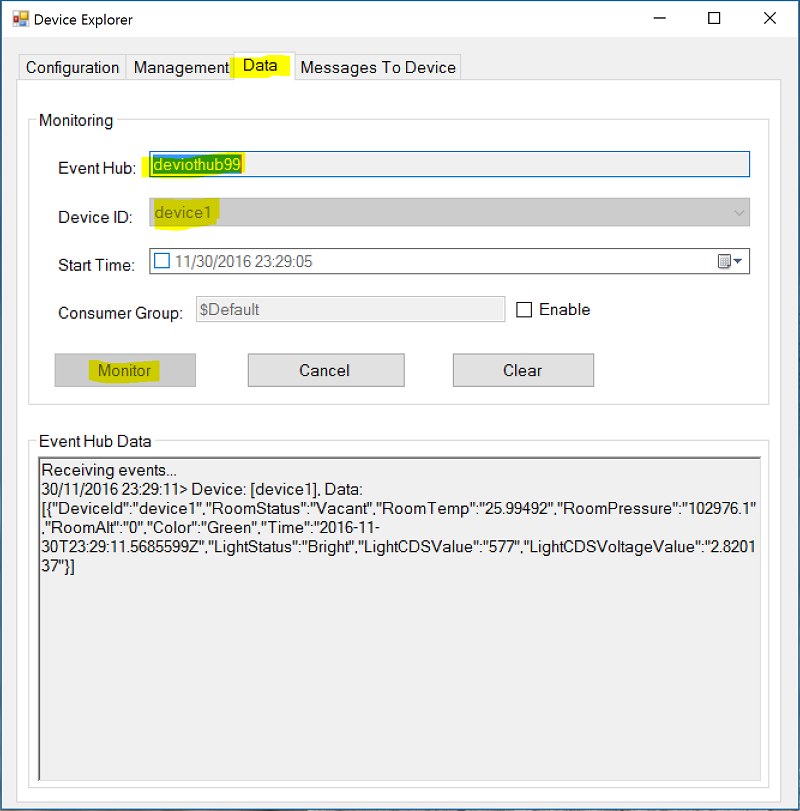 Device Explorer
Configuration Management Data Messages To Device
Monitoring
Event Hub: deviothub99
Device ID: device1
Start Time: 11/30/2016 23:29:05
Consumer Group: $Default Enable
Monitor Cancel Clear
Event Hub Data
Receiving events...
30/11/2016 23:29:11> Device: [device1], Data:
[{"DeviceId":"device1","RoomStatus":"Vacant","RoomTemp":"25.99492","RoomPressure":"102976.1"
,"RoomAlt":"0","Color":"Green","Time":"2016-11-
30T23:29:11.5685599Z","LightStatus":"Bright","LightCDSValue":"577","LightCDSVoltageValue":"2.8201
37"}]